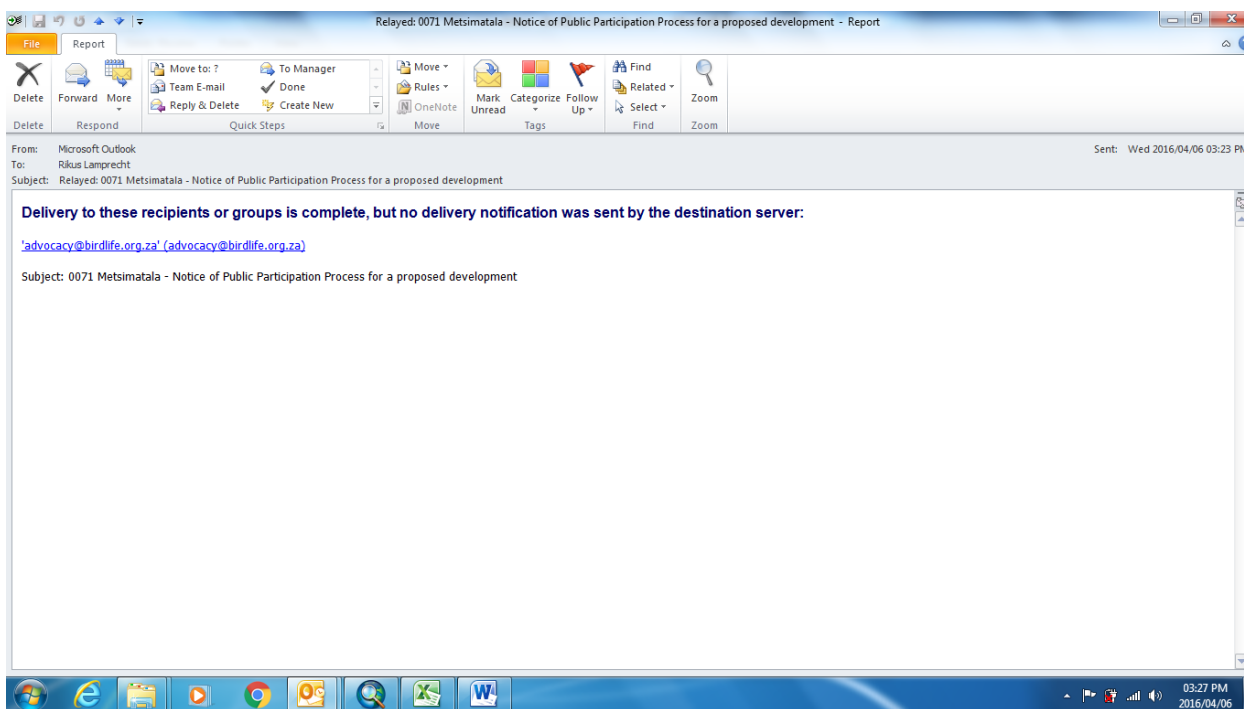 Relayed: 0071 Metsimatala - Notice of Public Participation Process for a proposed development - Report
File Report
Delete Forward More Move to: ? To Manager Move Mark Unread Categorize Follow Up Find Zoom
Team E-mail Done Rules Related
Reply & Delete Create New OneNote Select
Delete Respond Quick Steps Move Tags Find Zoom
From: Microsoft Outlook Sent: Wed 2016/04/06 03:23 PM
To: Rikus Lamprecht
Subject: Relayed: 0071 Metsimatala - Notice of Public Participation Process for a proposed development
Delivery to these recipients or groups is complete, but no delivery notification was sent by the destination server:
'advocacy@birdlife.org.za' (advocacy@birdlife.org.za)
Subject: 0071 Metsimatala - Notice of Public Participation Process for a proposed development
03:27 PM
2016/04/06